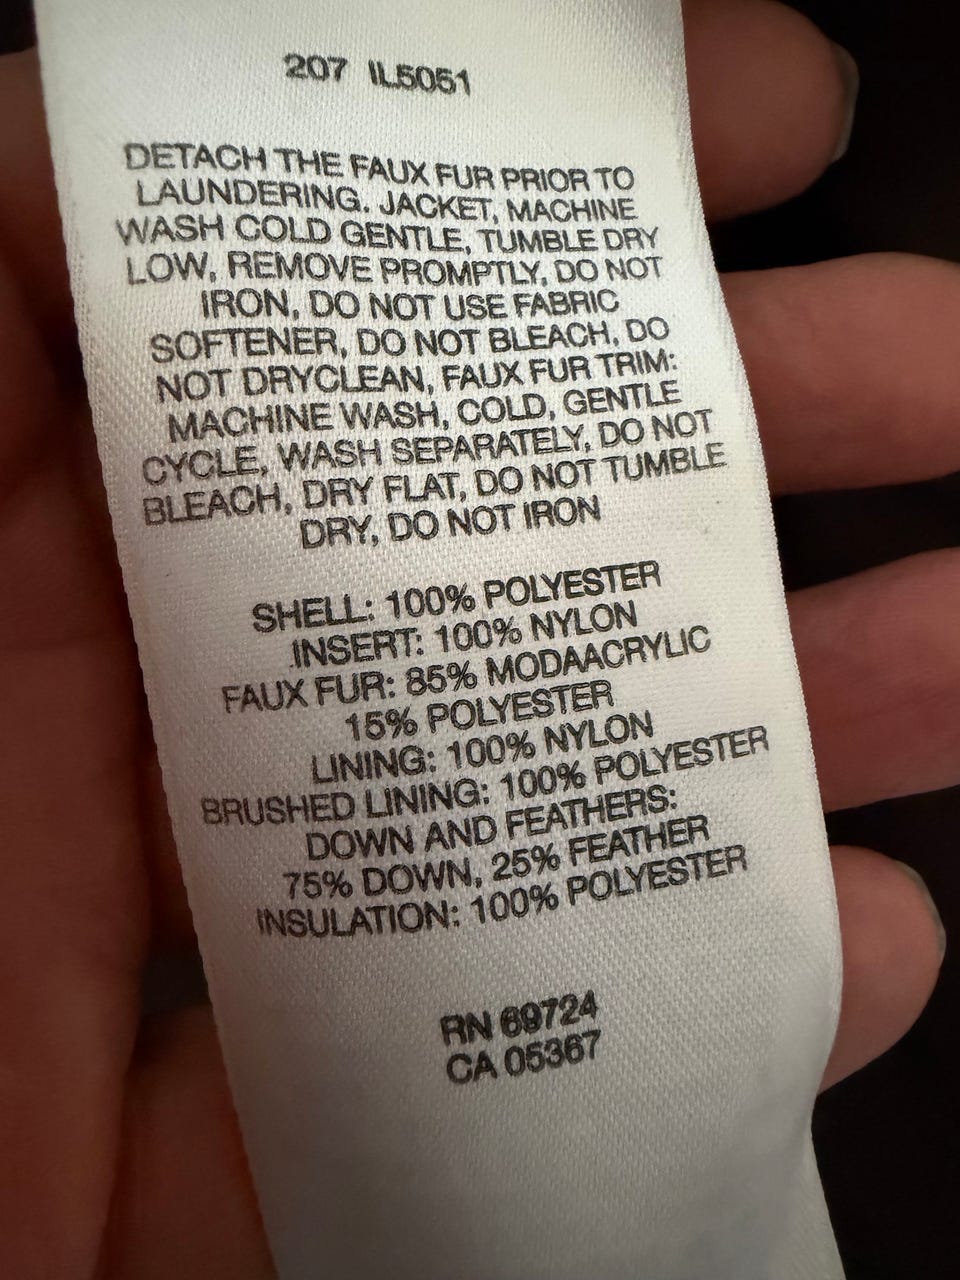 207 IL5051
DETACH THE FAUX FUR PRIOR TO
LAUNDERING. JACKET, MACHINE
WASH COLD GENTLE, TUMBLE DRY
LOW, REMOVE PROMPTLY, DO NOT
IRON, DO NOT USE FABRIC
SOFTENER, DO NOT BLEACH, DO
NOT DRYCLEAN, FAUX FUR TRIM:
MACHINE WASH, COLD, GENTLE
CYCLE, WASH SEPARATELY, DO NOT
BLEACH, DRY FLAT, DO NOT TUMBLE
DRY, DO NOT IRON
SHELL: 100% POLYESTER
INSERT: 100% NYLON
FAUX FUR: 85% MODAACRYLIC
15% POLYESTER
LINING: 100% NYLON
BRUSHED LINING: 100% POLYESTER
DOWN AND FEATHERS:
75% DOWN, 25% FEATHER
INSULATION: 100% POLYESTER
RN 69724
CA 05367